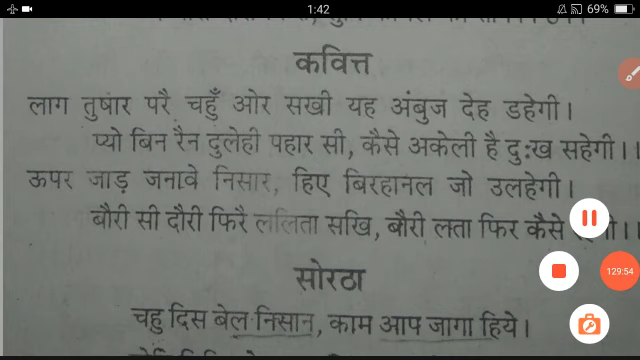 1:42
69%
कवित्त
लाग तुषार परै चहुँ ओर सखी यह अंबुज देह डहेगी।
प्यो बिन रैन दुलेही पहार सी, कैसे अकेली है दुःख सहेगी।।
ऊपर जाड़ जनावे निसार, हिए बिरहानल जो उलहेगी।
बौरी सी दौरी फिरै ललिता सखि, बौरी लता फिर कैसे
129:54
सोरठा
चहु दिस बेल निसान, काम आप जागा हिये।